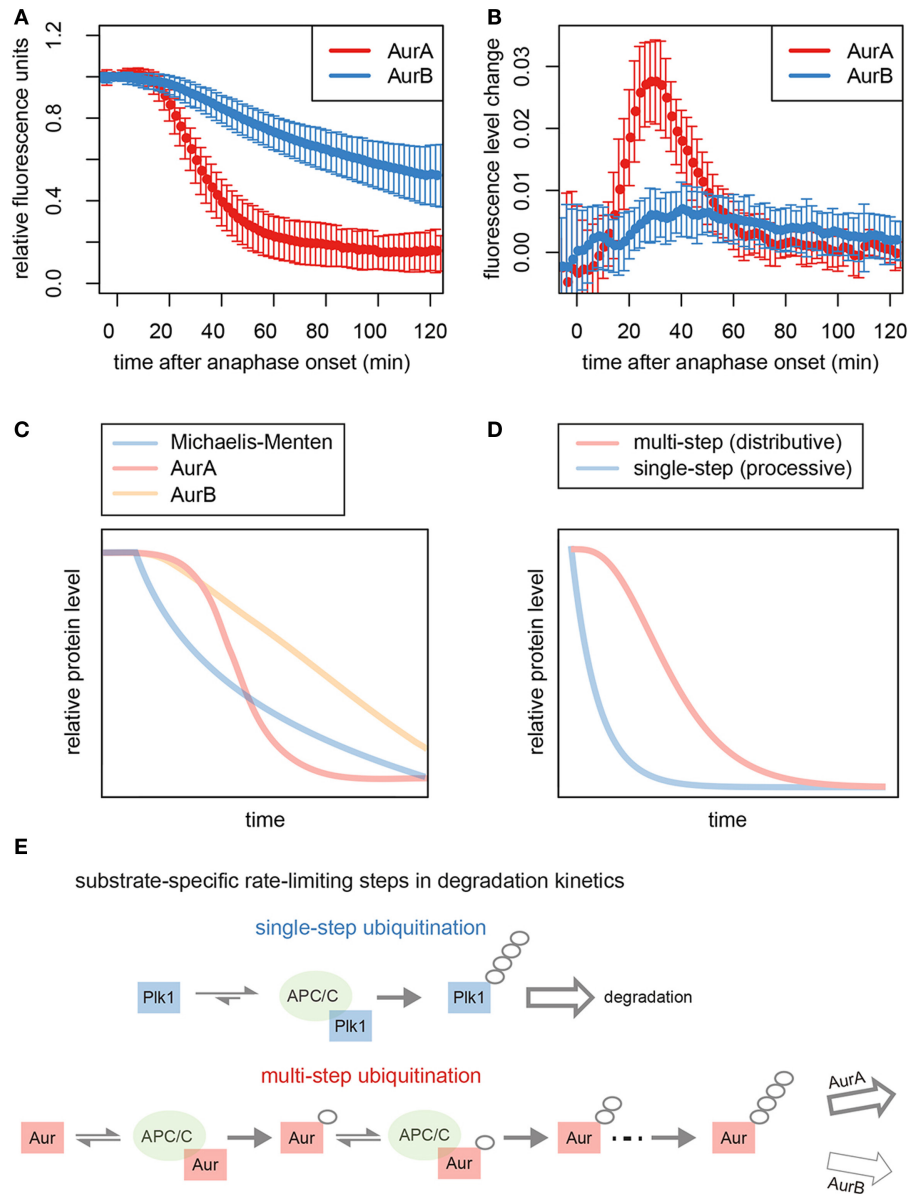 A
relative fluorescence units
1.2
0.8
0.4
0.0
AurA
AurB
0 20 40 60 80 100 120
time after anaphase onset (min)
B
fluorescence level change
0.03
0.02
0.01
0.00
AurA
AurB
0 20 40 60 80 100 120
time after anaphase onset (min)
C
Michaelis-Menten
AurA
AurB
relative protein level
time
D
multi-step (distributive)
single-step (processive)
relative protein level
time
E
substrate-specific rate-limiting steps in degradation kinetics
single-step ubiquitination
Plk1
APC/C
Plk1
Plk1
degradation
multi-step ubiquitination
Aur
APC/C
Aur
Aur
APC/C
Aur
Aur
Aur
AurA
AurB